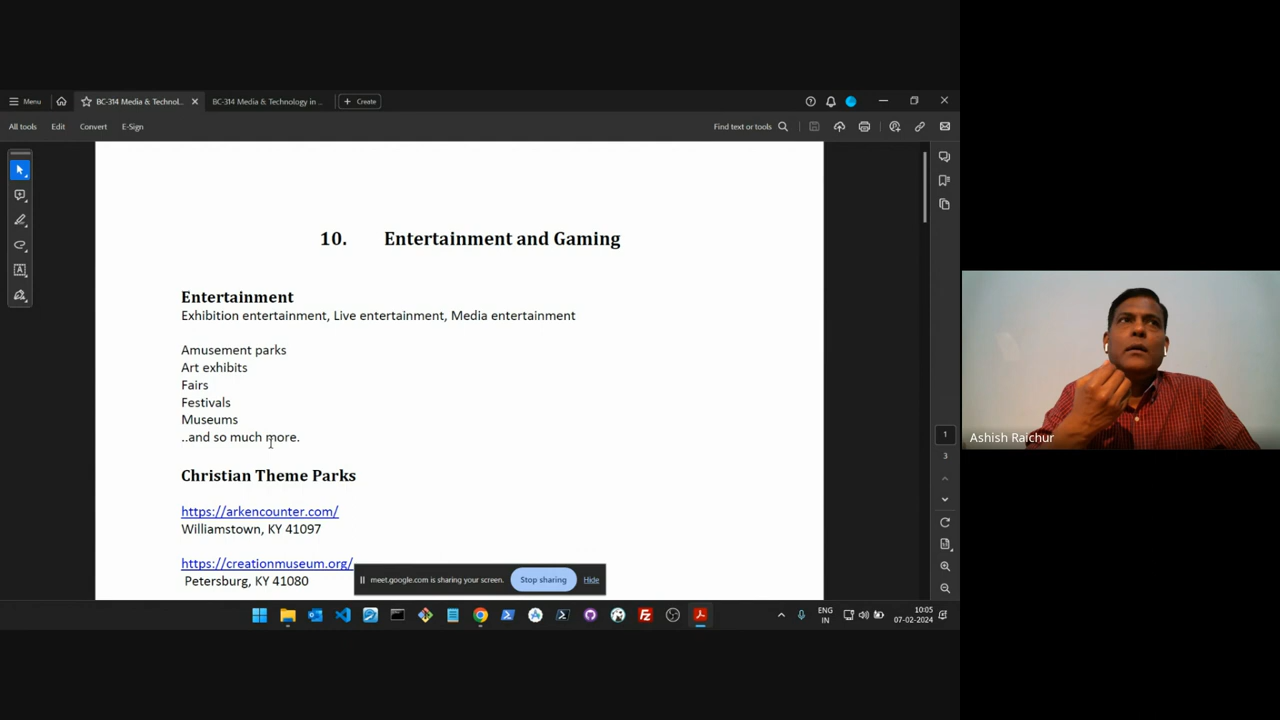 Menu
BC-314 Media & Technol..
BC-314 Media & Technology in ...
Create
All tools
Edit
Convert
E-Sign
Find text or tools
10. Entertainment and Gaming
Entertainment
Exhibition entertainment, Live entertainment, Media entertainment
Amusement parks
Art exhibits
Fairs
Festivals
Museums
..and so much more.
Christian Theme Parks
https://arkencounter.com/
Williamstown, KY 41097
https://creationmuseum.org/
Petersburg, KY 41080
meet.google.com is sharing your screen.
Stop sharing
Hide
1
3
ENG
IN
10:05
07-02-2024
Ashish Raichur